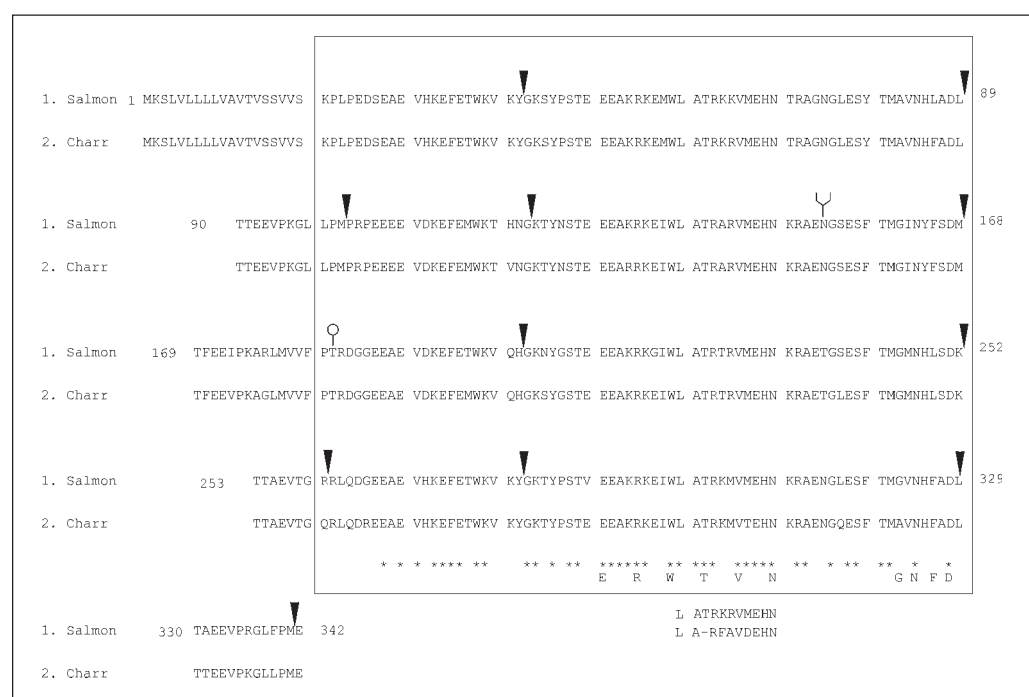 1. Salmon 1 MKSLVLLLLVAVTVSSVVS KPLPEDSEAE VHKEFETWKV KYGKSYPSTE EEAKRKEMWL ATRKKVMEHN TRAGNGLESY TMAVNHLADL 89
2. Charr MKSLVLLLLVAVTVSSVVS KPLPEDSEAE VHKEFETWKV KYGKSYPSTE EEAKRKEMWL ATRKRVMEHN TRAGNGLESY TMAVNHFADL
1. Salmon 90 TTEEVPKGL LPMPRPEEEE VDKEFEMWKT HNGKTYNSTE EEAKRKEIWL ATRARVMEHN KRAENGSESF TMGINYFSDM 168
2. Charr TTEEVPKGL LPMPRPEEEE VDKEFEMWKT VNGKTYNSTE EEARRKEIWL ATRARVMEHN KRAENGSESF TMGINYFSDM
1. Salmon 169 TFEEIPKARLMVVF PTRDGGEEAE VDKEFETWKV QHGKNYGSTE EEAKRKGIWL ATRTRVMEHN KRAETGSESF TMGMNHLSDK 252
2. Charr TFEEVPKAGLMVVF PTRDGGEEAE VDKEFETWKV QHGKSYGSTE EEAKRKEIWL ATRTRVMEHN KRAETGLESF TMGMNHLSDK
1. Salmon 253 TTAEVTG RRLQDGEEAE VHKEFETWKV KYGKTYPSTV EEAKRKEIWL ATRKMVMEHN KRAENGLESF TMGVNHFADL 329
2. Charr TTAEVTG QRLQDREEAE VHKEFETWKV KYGKTYPSTE EEAKRKEIWL ATRKMVTEHN KRAENGQESF TMAVNHFADL
* * * **** ** ** * ** ****** ** *** ***** ** * ** ** * *
E R W T V N G N F D
L ATRKRVMEHN
1. Salmon 330 TAEEVPRGLFPME 342
L A-RFAVDEHN
2. Charr TTEEVPKGLLPME